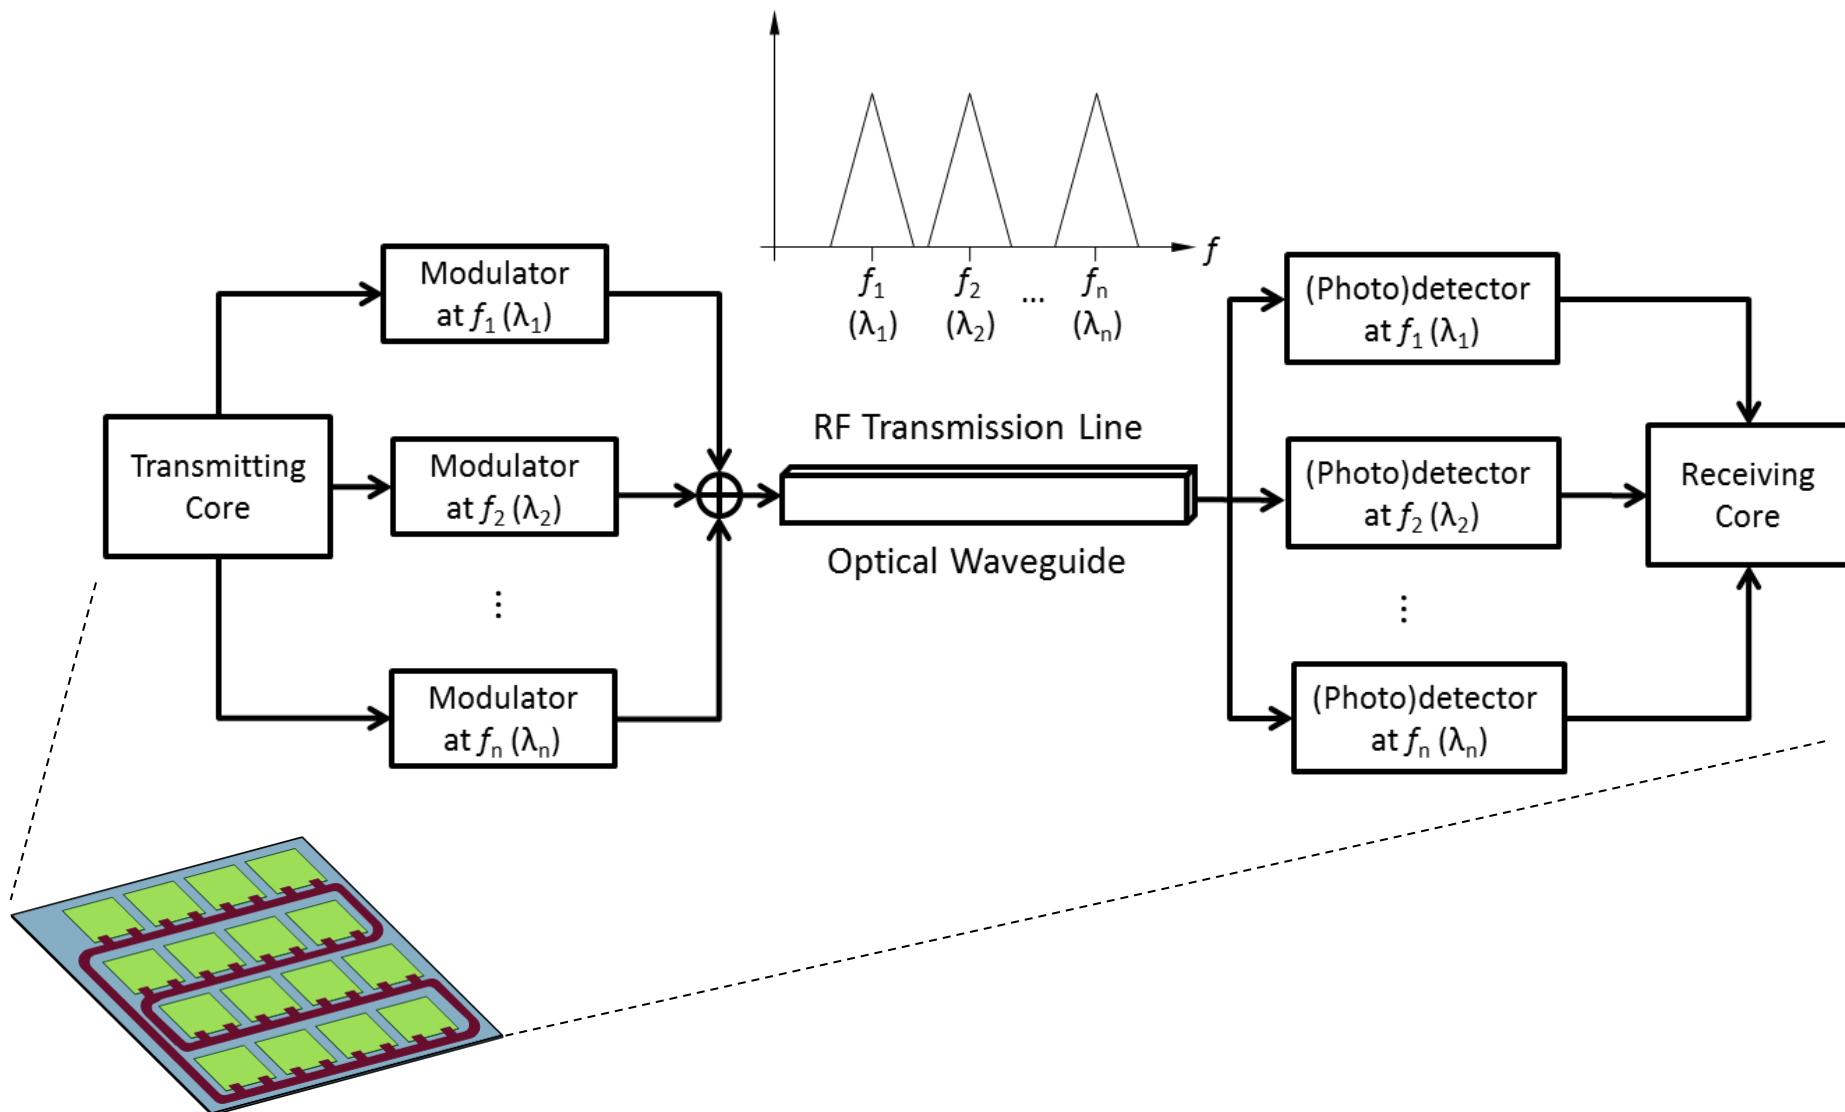 f
f₁
(λ₁)
f₂
(λ₂)
...
fₙ
(λₙ)
Modulator
at f₁ (λ₁)
Transmitting
Core
Modulator
at f₂ (λ₂)
⋮
Modulator
at fₙ (λₙ)
RF Transmission Line
Optical Waveguide
(Photo)detector
at f₁ (λ₁)
(Photo)detector
at f₂ (λ₂)
⋮
(Photo)detector
at fₙ (λₙ)
Receiving
Core